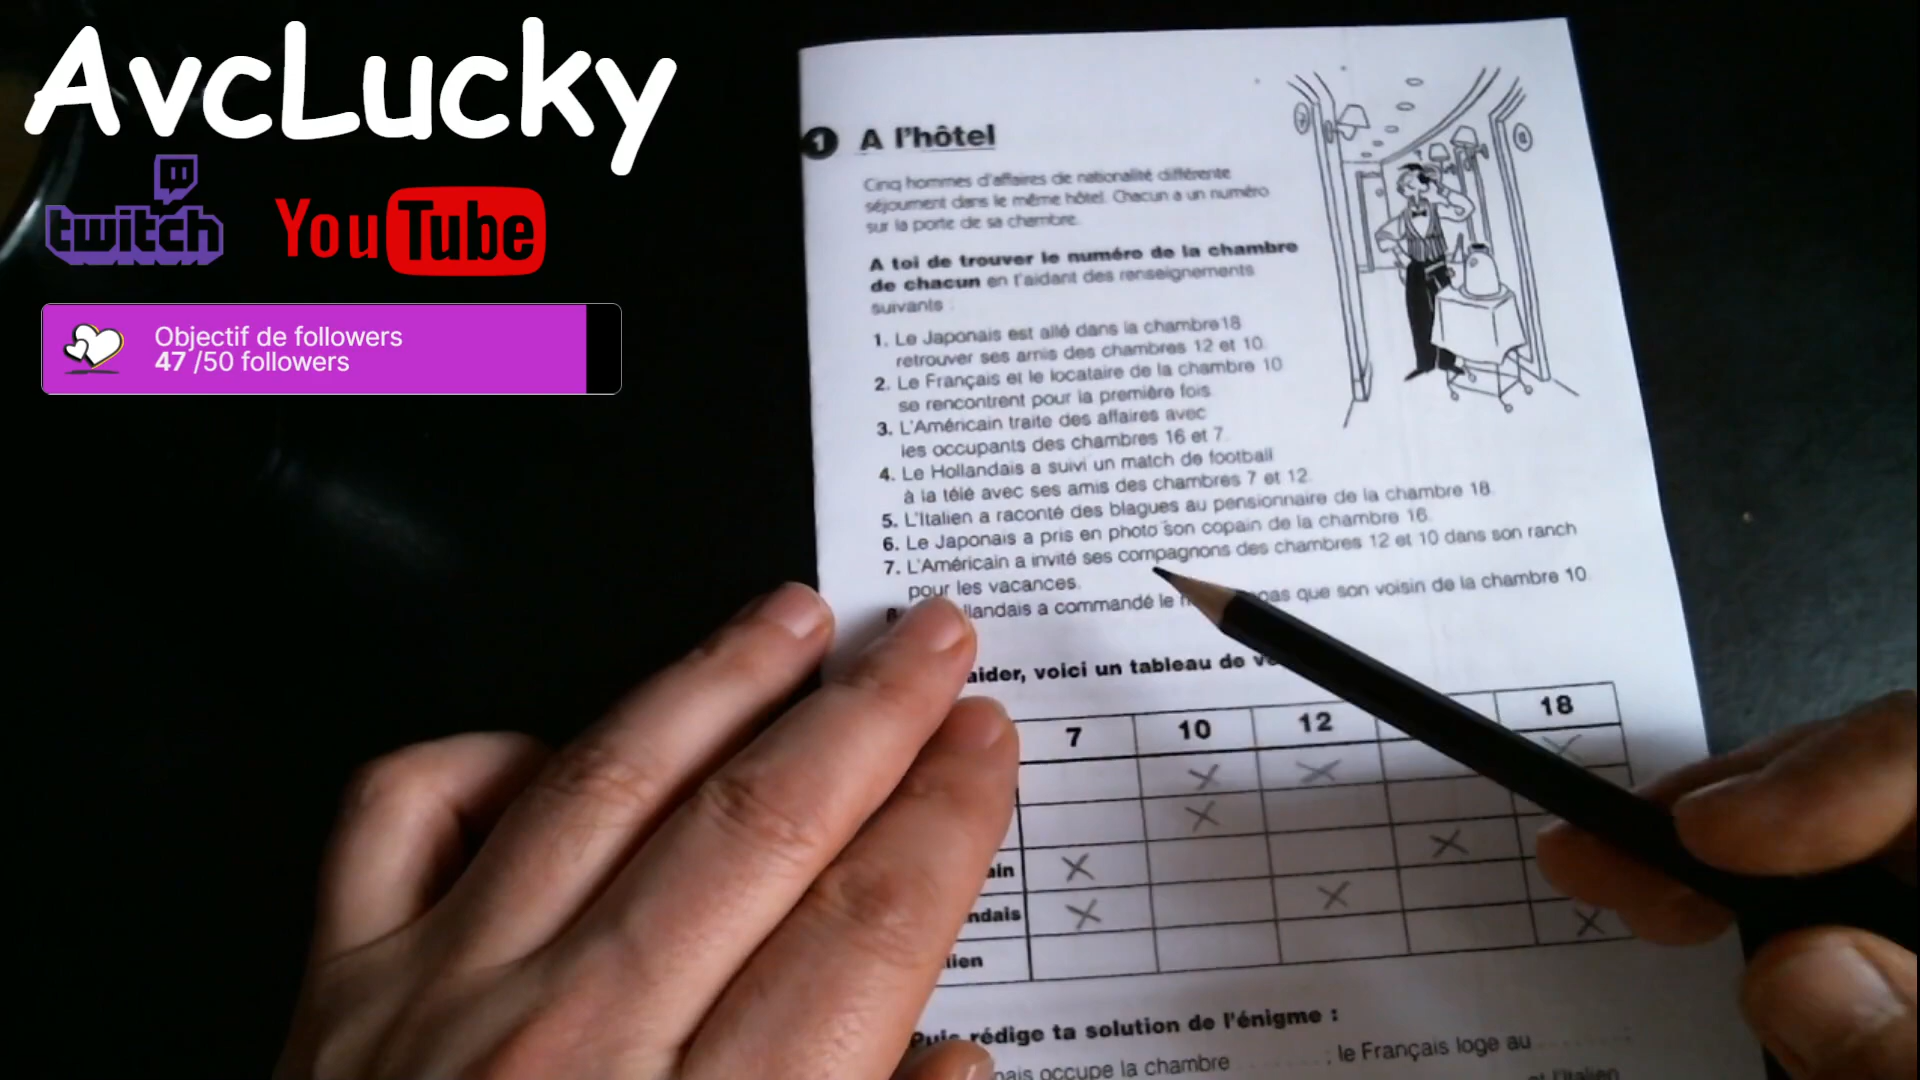 AvcLucky
twitch
YouTube
Objectif de followers
47 /50 followers
1 A l'hôtel
Cinq hommes d'affaires de nationalité différente
séjournent dans le même hôtel. Chacun a un numéro
sur la porte de sa chambre.
A toi de trouver le numéro de la chambre
de chacun en t'aidant des renseignements
suivants :
1. Le Japonais est allé dans la chambre 18
retrouver ses amis des chambres 12 et 10.
2. Le Français et le locataire de la chambre 10
se rencontrent pour la première fois.
3. L'Américain traite des affaires avec
les occupants des chambres 16 et 7.
4. Le Hollandais a suivi un match de football
à la télé avec ses amis des chambres 7 et 12.
5. L'Italien a raconté des blagues au pensionnaire de la chambre 18.
6. Le Japonais a pris en photo son copain de la chambre 16.
7. L'Américain a invité ses compagnons des chambres 12 et 10 dans son ranch
pour les vacances.
llandais a commandé le pas que son voisin de la chambre 10.
aider, voici un tableau de
7 10 12 18
ain
ndais
lien
Puis rédige ta solution de l'énigme :
nais occupe la chambre ........ ; le Français loge au ........ ;
et l'Italien
7
8